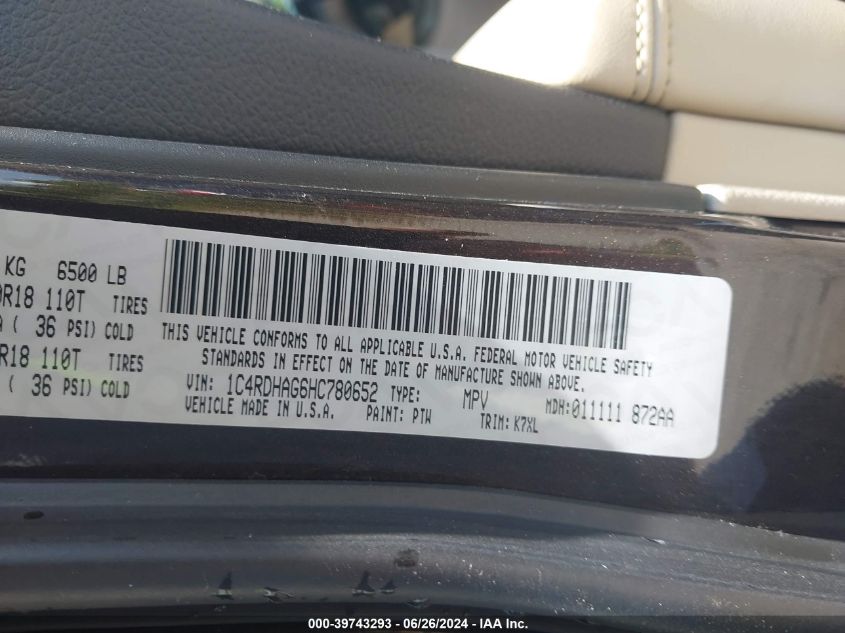 KG 6500 LB
0R18 110T TIRES
( 36 PSI) COLD
R18 110T TIRES
( 36 PSI) COLD
THIS VEHICLE CONFORMS TO ALL APPLICABLE U.S.A. FEDERAL MOTOR VEHICLE SAFETY
STANDARDS IN EFFECT ON THE DATE OF MANUFACTURE SHOWN ABOVE.
VIN: 1C4RDHAG6HC780652 TYPE: MPV MDH:011111 872AA
VEHICLE MADE IN U.S.A. PAINT: PTW TRIM: K7XL
000-39743293 - 06/26/2024 - IAA Inc.